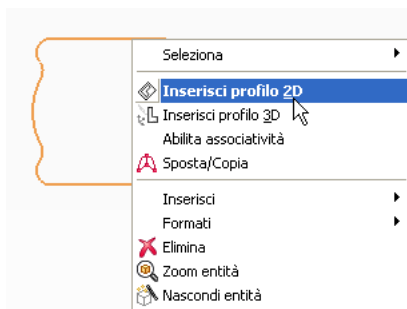 Seleziona
Inserisci profilo 2D
Inserisci profilo 3D
Abilita associatività
Sposta/Copia
Inserisci
Formati
Elimina
Zoom entità
Nascondi entità